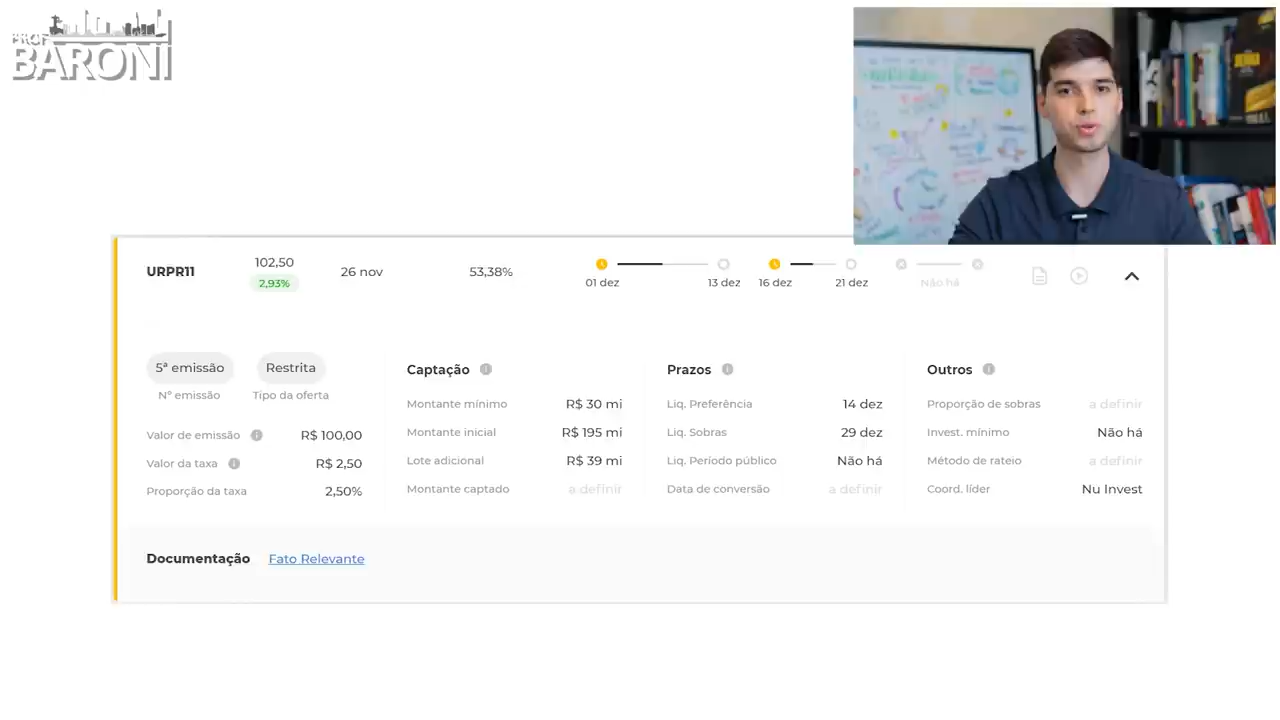 PROF
BARONI
URPR11
102,50
2,93%
26 nov
53,38%
01 dez
13 dez
16 dez
21 dez
Não há
5ª emissão
Restrita
Nº emissão
Tipo da oferta
Valor de emissão
R$ 100,00
Valor da taxa
R$ 2,50
Proporção da taxa
2,50%
Captação
Montante mínimo
R$ 30 mi
Montante inicial
R$ 195 mi
Lote adicional
R$ 39 mi
Montante captado
a definir
Prazos
Liq. Preferência
14 dez
Liq. Sobras
29 dez
Liq. Período público
Não há
Data de conversão
a definir
Outros
Proporção de sobras
a definir
Invest. mínimo
Não há
Método de rateio
a definir
Coord. líder
Nu Invest
Documentação
Fato Relevante